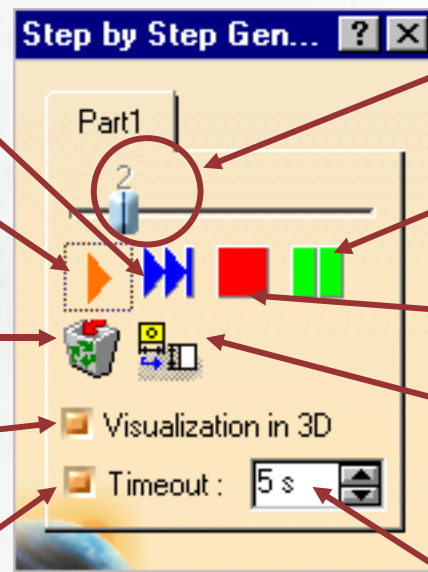 Step by Step Gen... ? X
Part1
2
Visualization in 3D
Timeout : 5 s